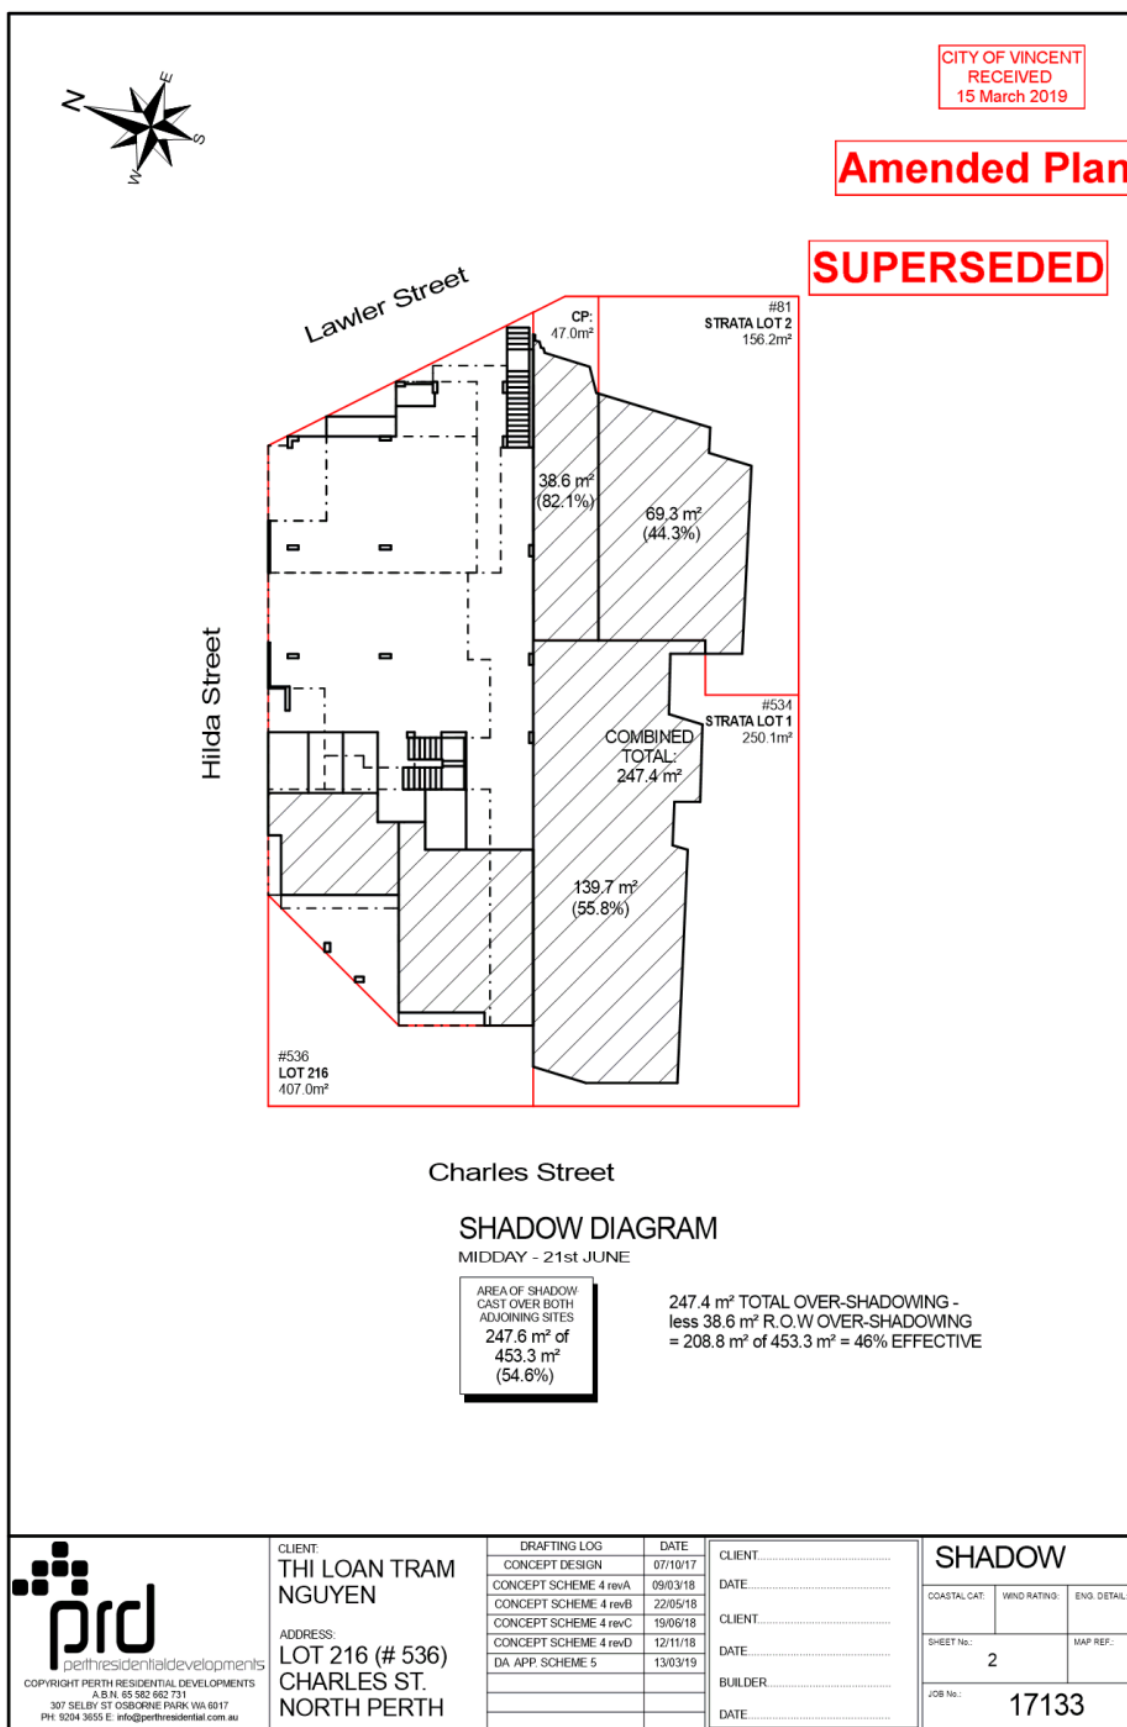 CITY OF VINCENT
RECEIVED
15 March 2019
Amended Plan
SUPERSEDED
N
E
S
W
Lawler Street
CP:
47.0m²
#81
STRATA LOT 2
156.2m²
38.6 m²
(82.1%)
69.3 m²
(44.3%)
Hilda Street
#534
STRATA LOT 1
250.1m²
COMBINED
TOTAL:
247.4 m²
139.7 m²
(55.8%)
#536
LOT 216
407.0m²
Charles Street
SHADOW DIAGRAM
MIDDAY - 21st JUNE
AREA OF SHADOW
CAST OVER BOTH
ADJOINING SITES
247.6 m² of
453.3 m²
(54.6%)
247.4 m² TOTAL OVER-SHADOWING -
less 38.6 m² R.O.W OVER-SHADOWING
= 208.8 m² of 453.3 m² = 46% EFFECTIVE
prd
perthresidentialdevelopments
COPYRIGHT PERTH RESIDENTIAL DEVELOPMENTS
A.B.N. 65 582 662 731
307 SELBY ST OSBORNE PARK WA 6017
PH: 9204 3655 E: info@perthresidential.com.au
CLIENT:
THI LOAN TRAM
NGUYEN
ADDRESS:
LOT 216 (# 536)
CHARLES ST.
NORTH PERTH
DRAFTING LOG DATE
CONCEPT DESIGN 07/10/17
CONCEPT SCHEME 4 revA 09/03/18
CONCEPT SCHEME 4 revB 22/05/18
CONCEPT SCHEME 4 revC 19/06/18
CONCEPT SCHEME 4 revD 12/11/18
DA APP. SCHEME 5 13/03/19
CLIENT
DATE
CLIENT
DATE
BUILDER
DATE
SHADOW
COASTAL CAT: WIND RATING: ENG. DETAIL:
SHEET No.: MAP REF.:
2
JOB No.:
17133